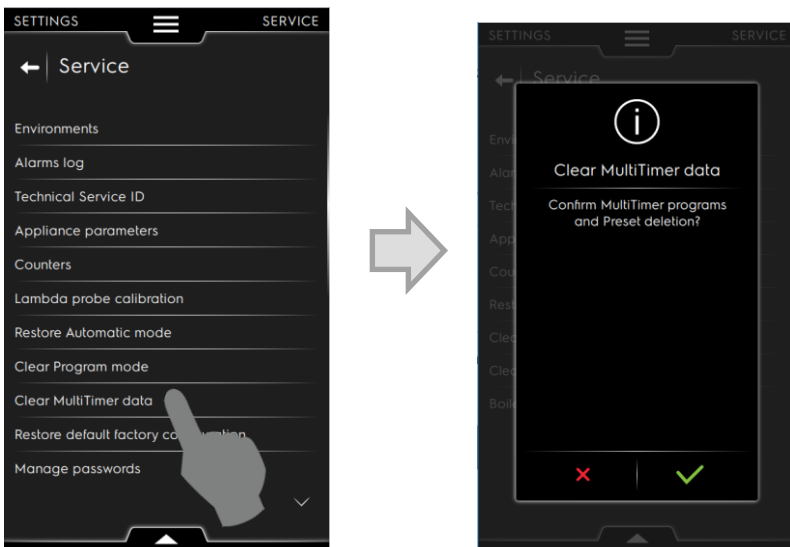 SETTINGS SERVICE
Service
Environments
Alarms log
Technical Service ID
Appliance parameters
Counters
Lambda probe calibration
Restore Automatic mode
Clear Program mode
Clear MultiTimer data
Restore default factory
Manage passwords
SETTINGS SERVICE
Service
Clear MultiTimer data
Confirm MultiTimer programs
and Preset deletion?